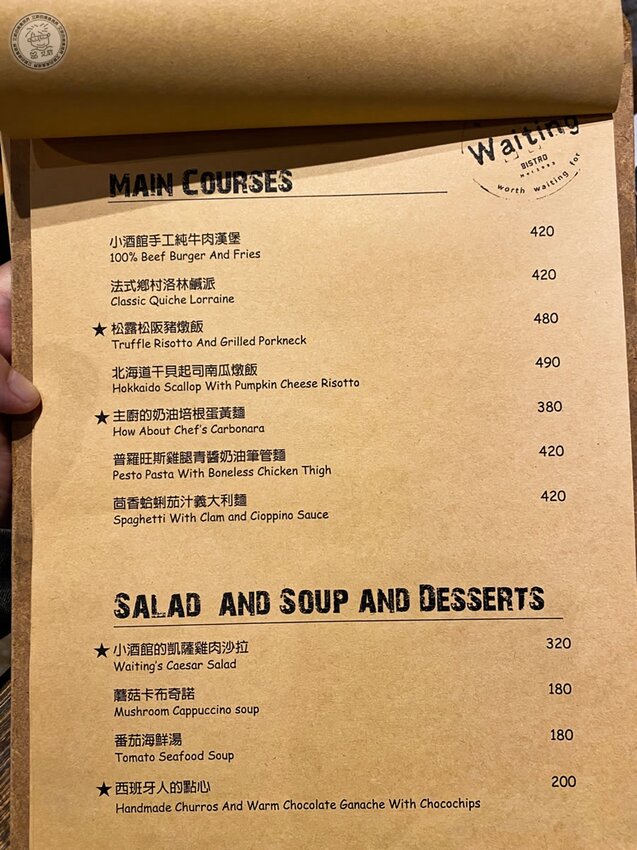 Waiting
BISTRO
worth waiting for
MAIN COURSES
小酒館手工純牛肉漢堡 420
100% Beef Burger And Fries
法式鄉村洛林鹹派 420
Classic Quiche Lorraine
★ 松露松阪豬燉飯 480
Truffle Risotto And Grilled Porkneck
北海道干貝起司南瓜燉飯 490
Hokkaido Scallop With Pumpkin Cheese Risotto
★ 主廚的奶油培根蛋黃麵 380
How About Chef's Carbonara
普羅旺斯雞腿青醬奶油筆管麵 420
Pesto Pasta With Boneless Chicken Thigh
茴香蛤蜊茄汁義大利麵 420
Spaghetti With Clam and Cioppino Sauce
SALAD AND SOUP AND DESSERTS
★ 小酒館的凱薩雞肉沙拉 320
Waiting's Caesar Salad
蘑菇卡布奇諾 180
Mushroom Cappuccino soup
番茄海鮮湯 180
Tomato Seafood Soup
★ 西班牙人的點心 200
Handmade Churros And Warm Chocolate Ganache With Chocochips